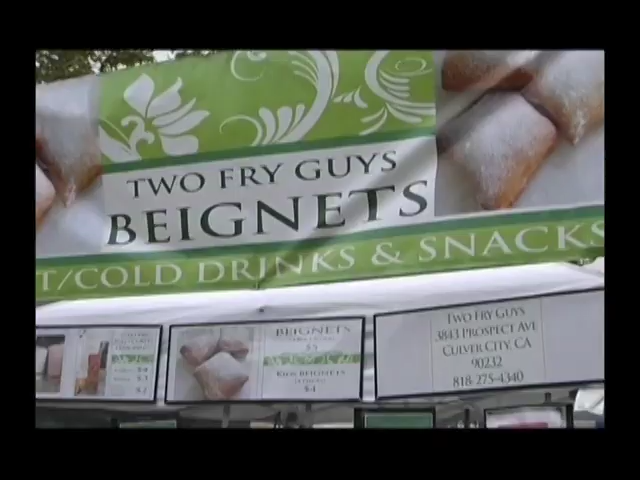 TWO FRY GUYS
BEIGNETS
T/COLD DRINKS & SNACKS
BEIGNETS
$5
KIDS BEIGNETS
$4
TWO FRY GUYS
3843 PROSPECT AVE
CULVER CITY, CA
90232
818-275-4340